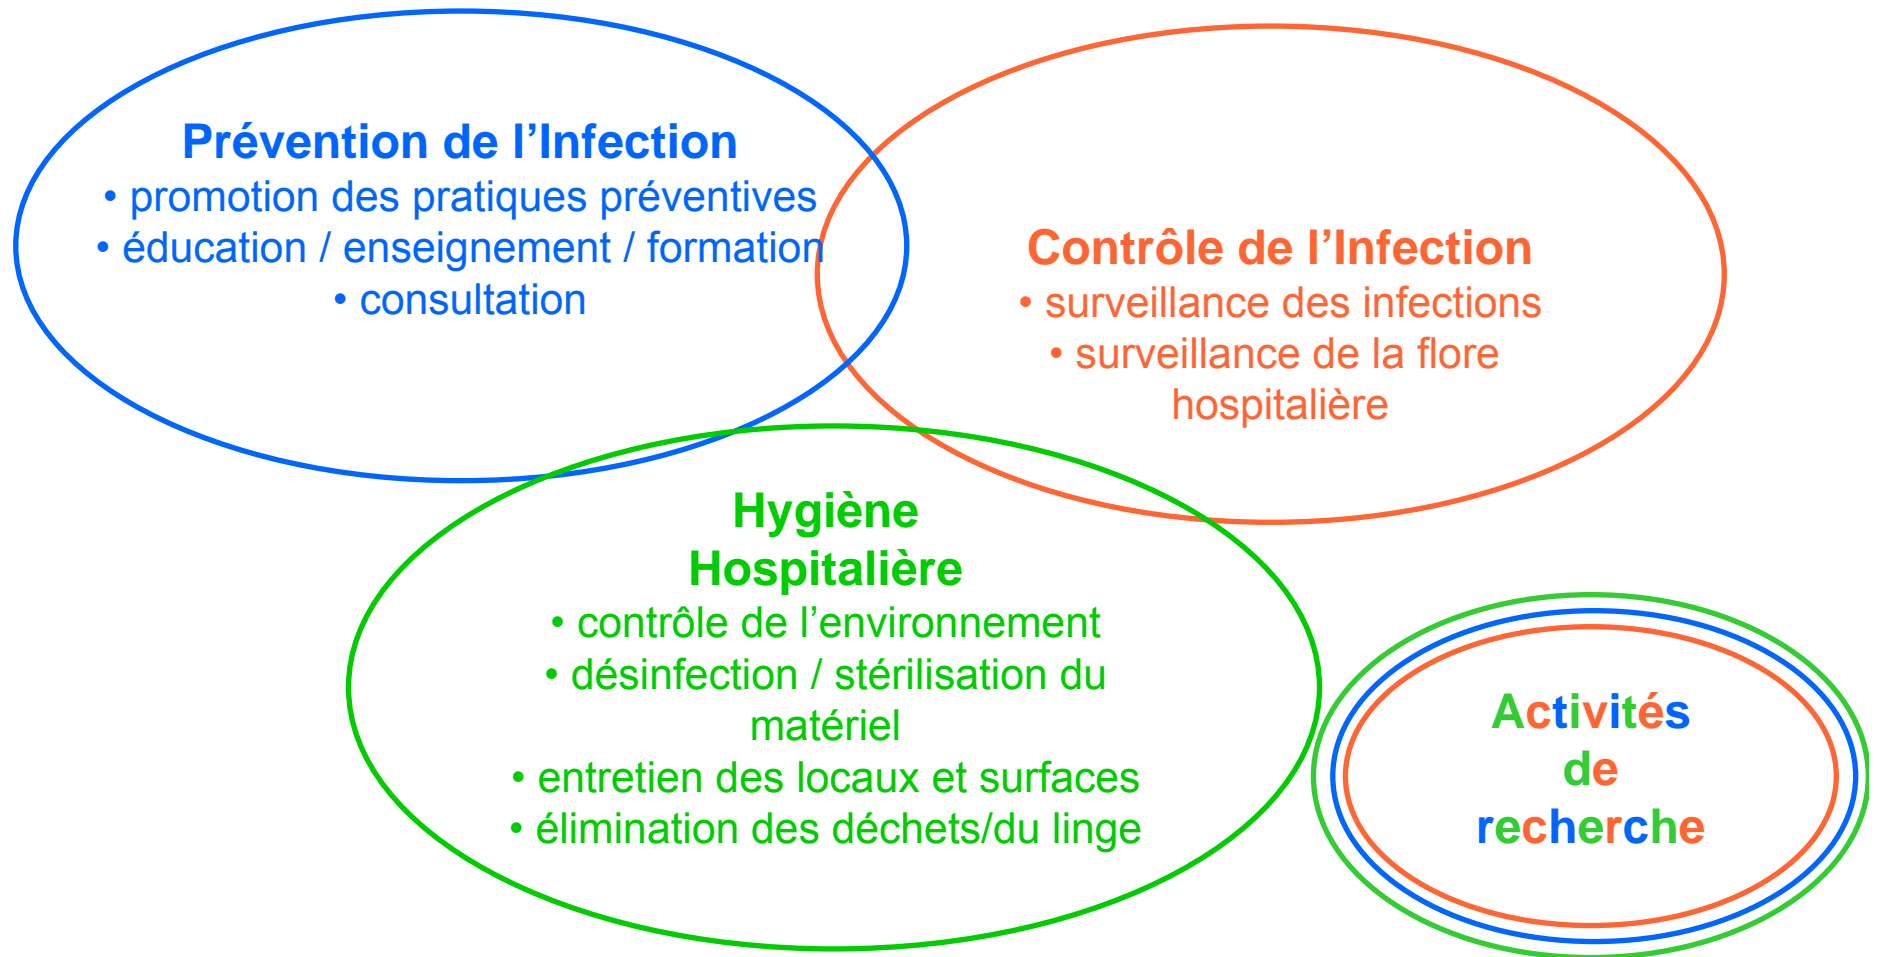 Prévention de l’Infection
• promotion des pratiques préventives
• éducation / enseignement / formation
• consultation
Contrôle de l’Infection
• surveillance des infections
• surveillance de la flore
hospitalière
Hygiène
Hospitalière
• contrôle de l’environnement
• désinfection / stérilisation du
matériel
• entretien des locaux et surfaces
• élimination des déchets/du linge
Activités
de
recherche